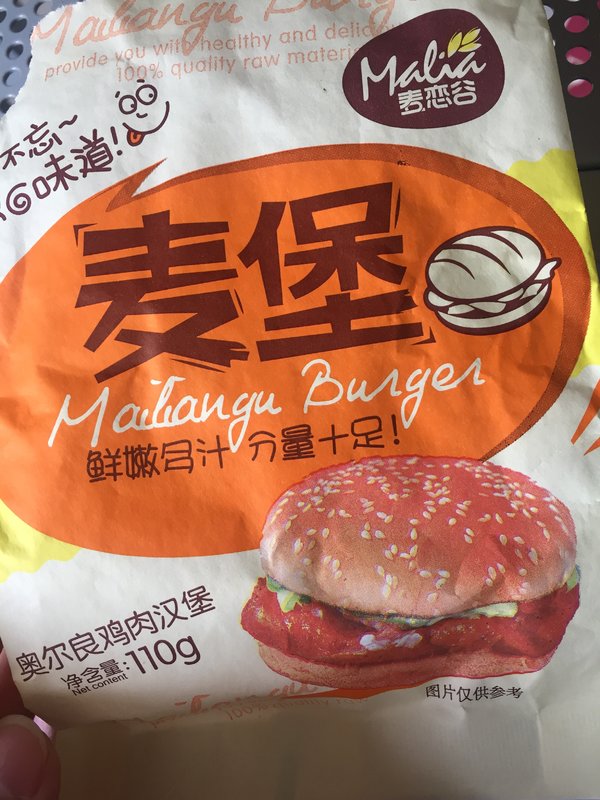 Mailiangu Burger
provide you with healthy and
100% quality raw
Malia
麦恋谷
不忘~
味道!
麦堡
Mailiangu Burger
鲜嫩多汁 分量十足!
奥尔良鸡肉汉堡
净含量:110g
Net content
图片仅供参考